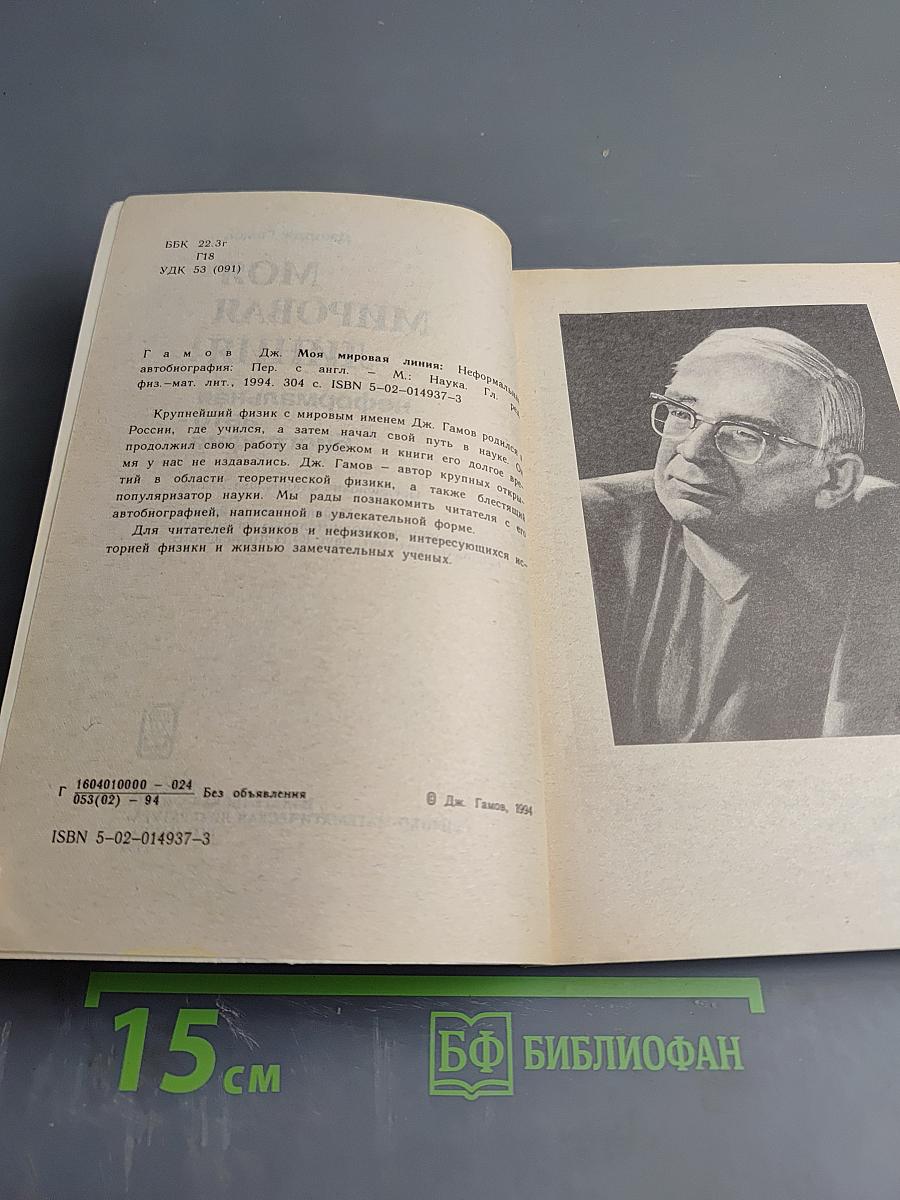 ББК 22.3г
Г18
УДК 53 (091)
Гамов Дж. Моя мировая линия: Неформальная
автобиография: Пер. с англ. – М.: Наука. Гл. ред.
физ.-мат. лит., 1994. 304 с. ISBN 5-02-014937-3
Крупнейший физик с мировым именем Дж. Гамов родился в
России, где учился, а затем начал свой путь в науке. Он
продолжил свою работу за рубежом и книги его долгое вре-
мя у нас не издавались. Дж. Гамов – автор крупных откры-
тий в области теоретической физики, а также блестящий
популяризатор науки. Мы рады познакомить читателя с его
автобиографией, написанной в увлекательной форме.
Для читателей физиков и нефизиков, интересующихся ис-
торией физики и жизнью замечательных ученых.
Г 1604010000 – 024
053(02) – 94 Без объявления
© Дж. Гамов, 1994
ISBN 5-02-014937-3
15 см
БФ БИБЛИОФАН